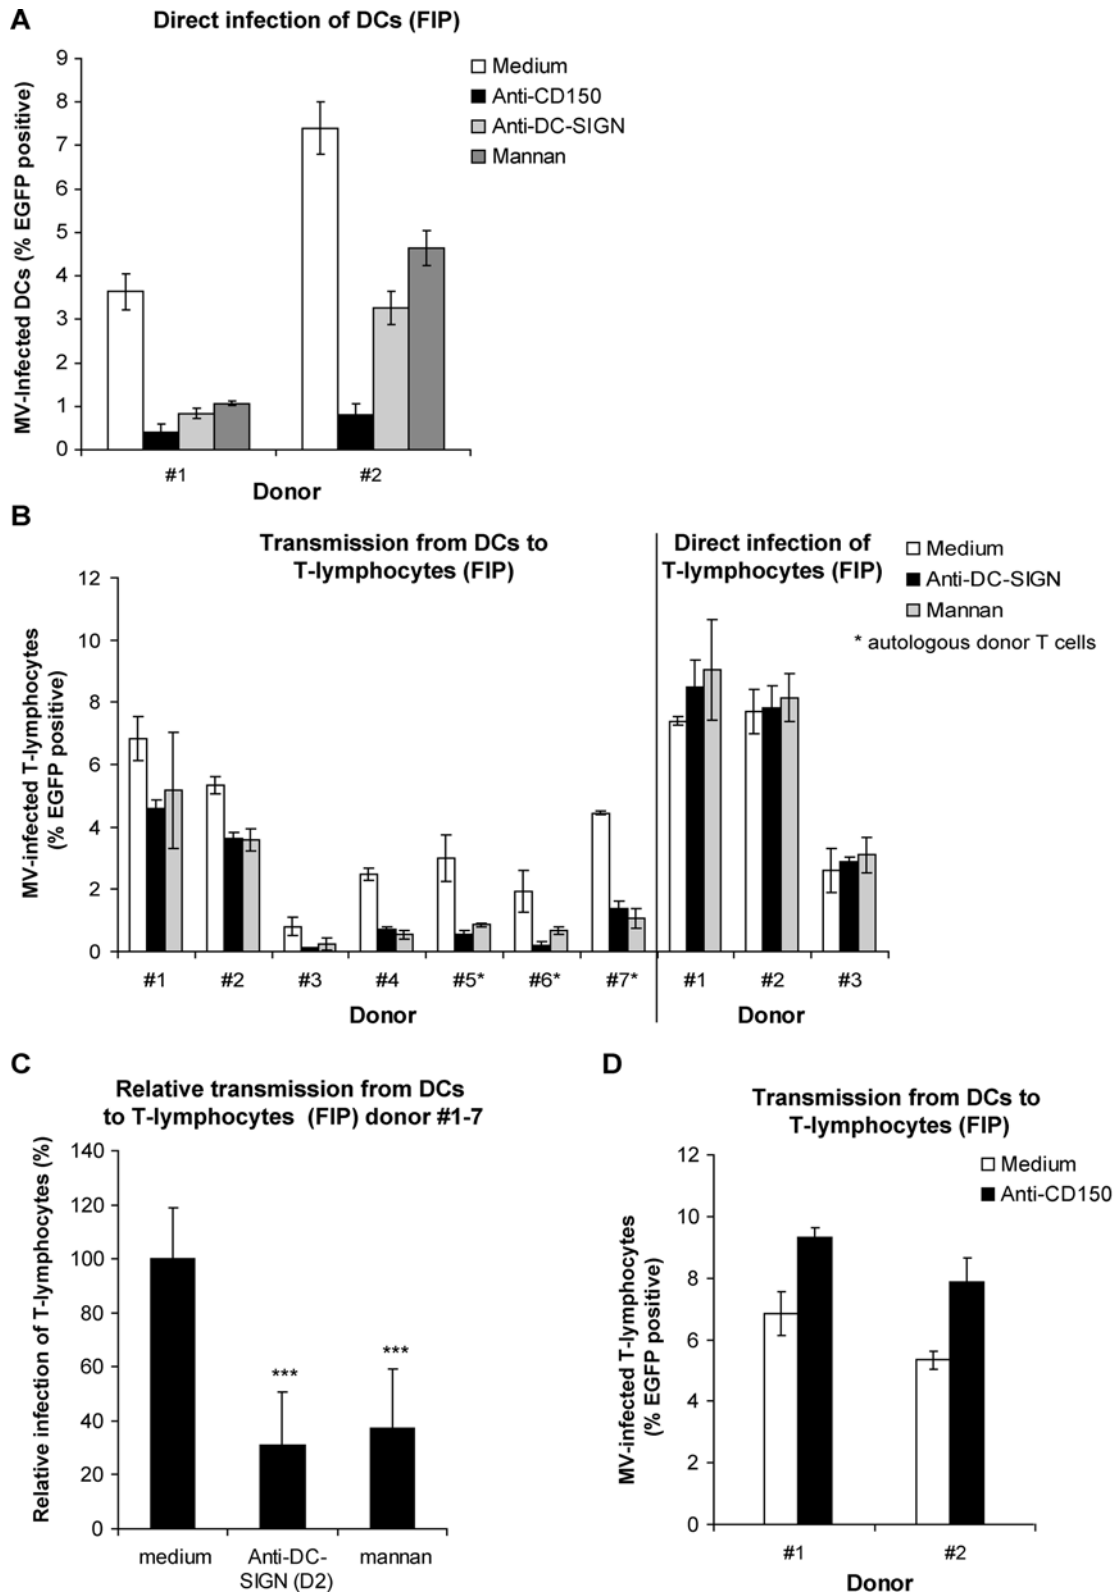 A
Direct infection of DCs (FIP)
MV-Infected DCs (% EGFP positive)
9
8
7
6
5
4
3
2
1
0
#1
#2
Donor
Medium
Anti-CD150
Anti-DC-SIGN
Mannan
B
Transmission from DCs to
T-lymphocytes (FIP)
Direct infection of
T-lymphocytes (FIP)
Medium
Anti-DC-SIGN
Mannan
* autologous donor T cells
MV-infected T-lymphocytes
(% EGFP positive)
12
10
8
6
4
2
0
#1
#2
#3
#4
#5*
#6*
#7*
#1
#2
#3
Donor
Donor
C
Relative transmission from DCs
to T-lymphocytes (FIP) donor #1-7
Relative infection of T-lymphocytes (%)
140
120
100
80
60
40
20
0
***
***
medium
Anti-DC-
SIGN (D2)
mannan
D
Transmission from DCs to
T-lymphocytes (FIP)
Medium
Anti-CD150
MV-infected T-lymphocytes
(% EGFP positive)
12
10
8
6
4
2
0
#1
#2
Donor